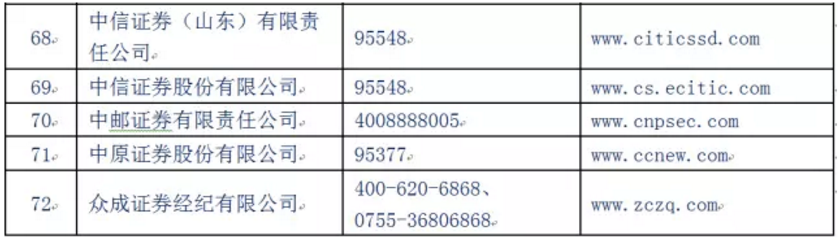 68 中信证券（山东）有限责 95548 www.citicssd.com
任公司
69 中信证券股份有限公司 95548 www.cs.ecitic.com
70 中邮证券有限责任公司 4008888005 www.cnpsec.com
71 中原证券股份有限公司 95377 www.ccnew.com
72 众成证券经纪有限公司 400-620-6868、 www.zczq.com
0755-36806868